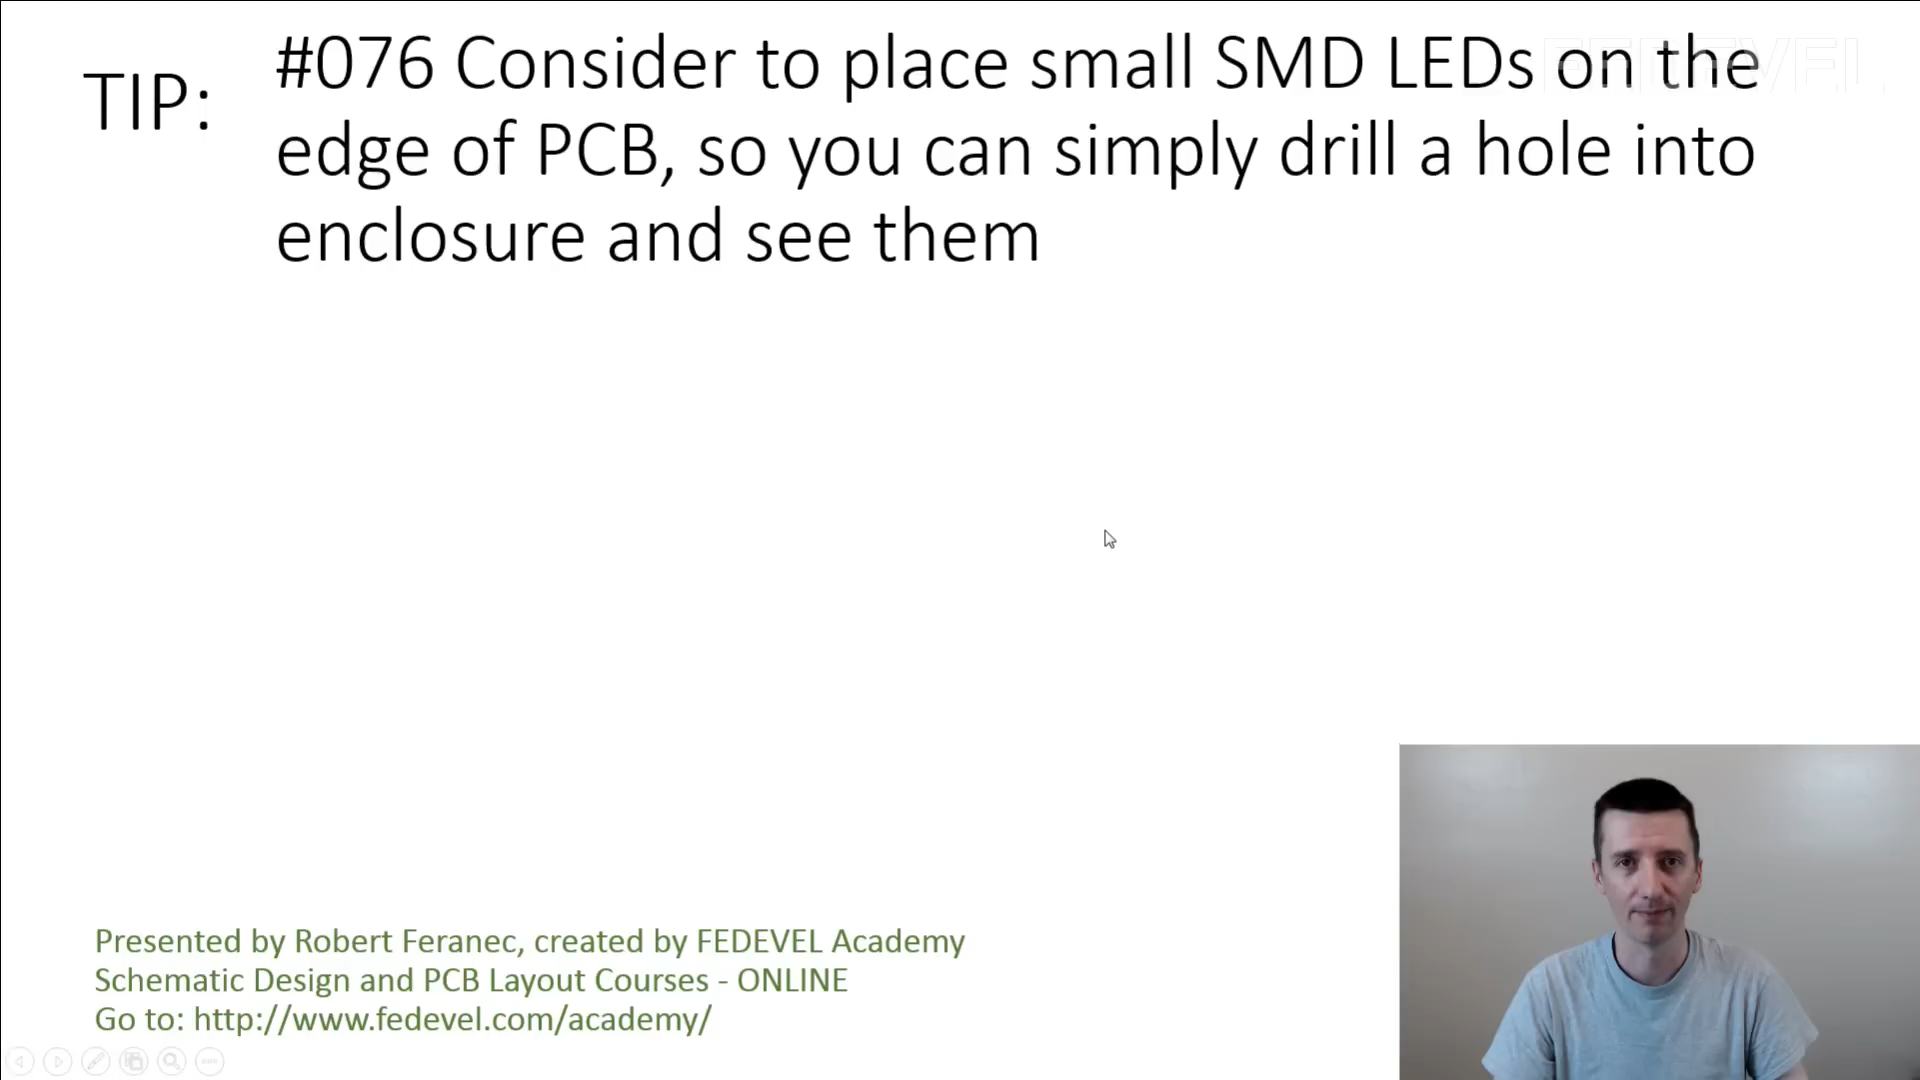 TIP:
#076 Consider to place small SMD LEDs on the
edge of PCB, so you can simply drill a hole into
enclosure and see them
FEDEVEL
Presented by Robert Feranec, created by FEDEVEL Academy
Schematic Design and PCB Layout Courses - ONLINE
Go to: http://www.fedevel.com/academy/